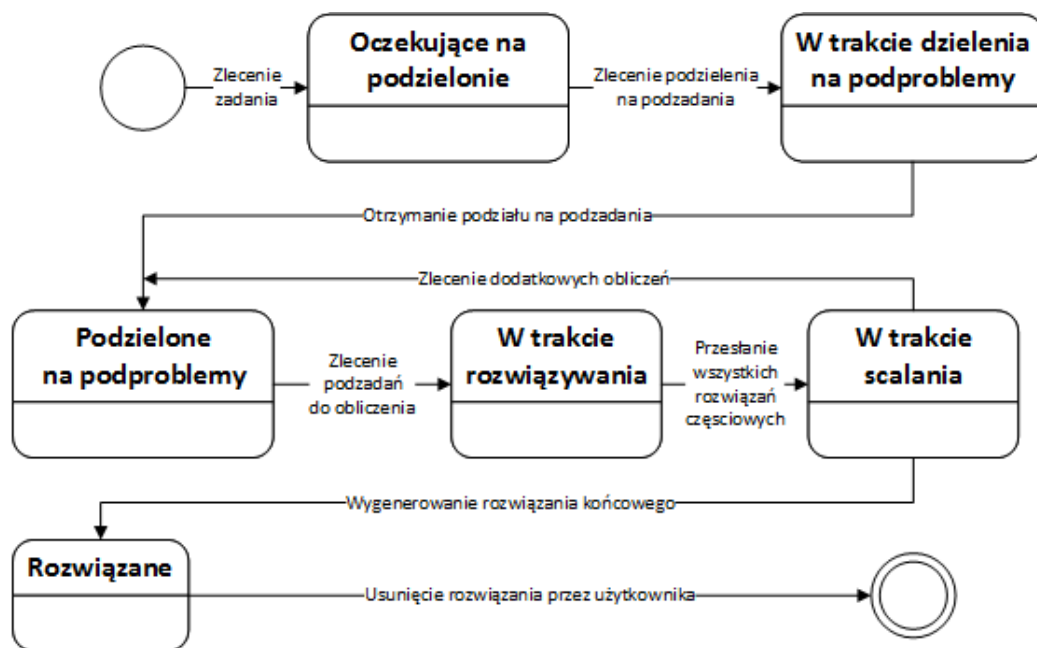 Zlecenie
zadania
Oczekujące na
podzielonie
Zlecenie podzielenia
na podzadania
W trakcie dzielenia
na podproblemy
Otrzymanie podziału na podzadania
Zlecenie dodatkowych obliczeń
Podzielone
na podproblemy
Zlecenie
podzadań
do obliczenia
W trakcie
rozwiązywania
Przesłanie
wszystkich
rozwiązań
częsciowych
W trakcie
scalania
Wygenerowanie rozwiązania końcowego
Rozwiązane
Usunięcie rozwiązania przez użytkownika